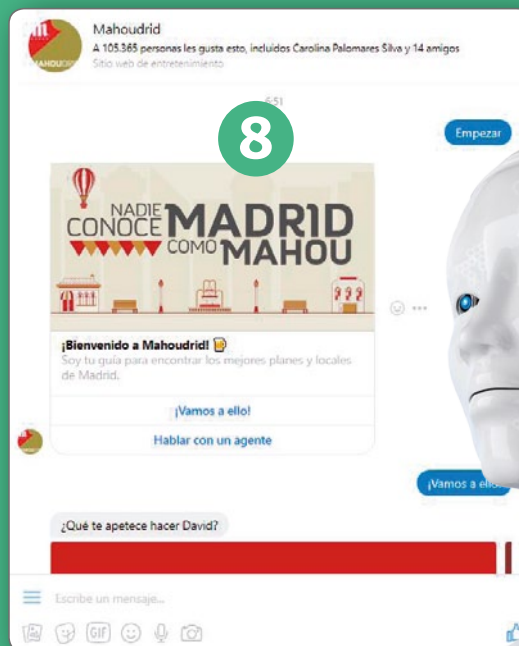 Mahoudrid
A 105.365 personas les gusta esto, incluidos Carolina Palomares Silva y 14 amigos
Sitio web de entretenimiento
8
Empezar
NADIE
CONOCE MADRID
COMO MAHOU
¡Bienvenido a Mahoudrid!
Soy tu guía para encontrar los mejores planes y locales
de Madrid.
¡Vamos a ello!
Hablar con un agente
¡Vamos a
¿Qué te apetece hacer David?
Escribe un mensaje...
GIF